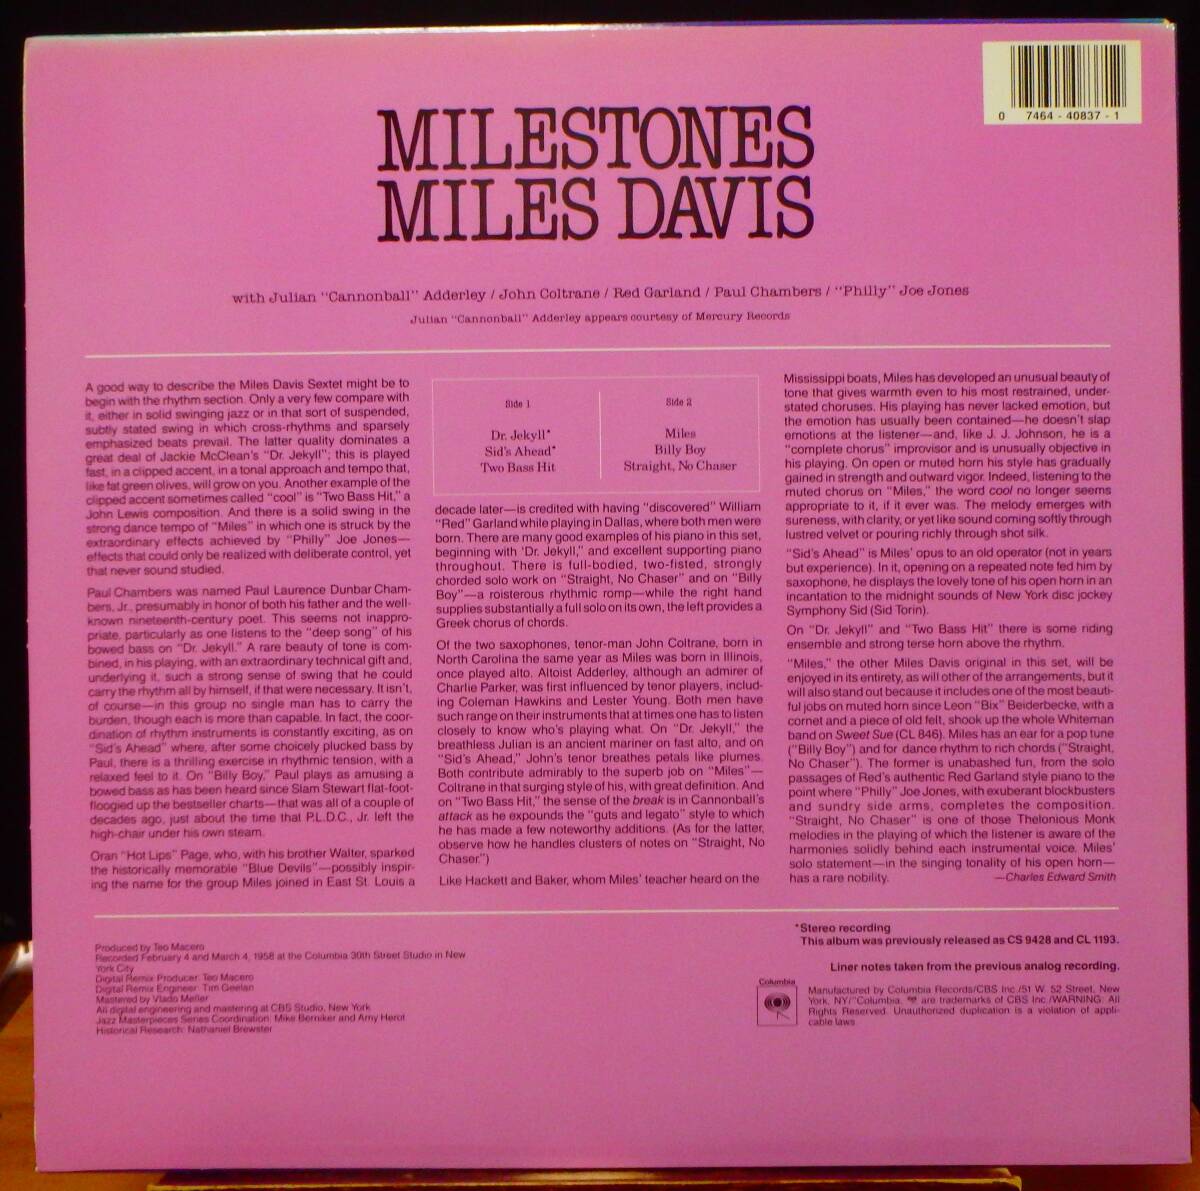 0 7464 - 40837 - 1
MILESTONES
MILES DAVIS
with Julian "Cannonball" Adderley / John Coltrane / Red Garland / Paul Chambers / "Philly" Joe Jones
Julian "Cannonball" Adderley appears courtesy of Mercury Records
A good way to describe the Miles Davis Sextet might be to
begin with the rhythm section. Only a very few compare with
it, either in solid swinging jazz or in that sort of suspended,
subtly stated swing in which cross-rhythms and sparsely
emphasized beats prevail. The latter quality dominates a
great deal of Jackie McClean's "Dr. Jekyll"; this is played
fast, in a clipped accent, in a tonal approach and tempo that,
like fat green olives, will grow on you. Another example of the
clipped accent sometimes called "cool" is "Two Bass Hit," a
John Lewis composition. And there is a solid swing in the
strong dance tempo of "Miles" in which one is struck by the
extraordinary effects achieved by "Philly" Joe Jones—
effects that could only be realized with deliberate control, yet
that never sound studied.
Paul Chambers was named Paul Laurence Dunbar Cham-
bers, Jr., presumably in honor of both his father and the well-
known nineteenth-century poet. This seems not inappro-
priate, particularly as one listens to the "deep song" of his
bowed bass on "Dr. Jekyll." A rare beauty of tone is com-
bined, in his playing, with an extraordinary technical gift and,
underlying it, such a strong sense of swing that he could
carry the rhythm all by himself, if that were necessary. It isn't,
of course—in this group no single man has to carry the
burden, though each is more than capable. In fact, the coor-
dination of rhythm instruments is constantly exciting, as on
"Sid's Ahead" where, after some choicely plucked bass by
Paul, there is a thrilling exercise in rhythmic tension, with a
relaxed feel to it. On "Billy Boy," Paul plays as amusing a
bowed bass as has been heard since Slam Stewart flat-foot-
floogied up the bestseller charts—that was all of a couple of
decades ago, just about the time that P.L.D.C., Jr. left the
high-chair under his own steam.
Oran "Hot Lips" Page, who, with his brother Walter, sparked
the historically memorable "Blue Devils"—possibly inspir-
ing the name for the group Miles joined in East St. Louis a
Side 1
Dr. Jekyll*
Sid's Ahead*
Two Bass Hit
Side 2
Miles
Billy Boy
Straight, No Chaser
decade later—is credited with having "discovered" William
"Red" Garland while playing in Dallas, where both men were
born. There are many good examples of his piano in this set,
beginning with 'Dr. Jekyll," and excellent supporting piano
throughout. There is full-bodied, two-fisted, strongly
chorded solo work on "Straight, No Chaser" and on "Billy
Boy"—a roisterous rhythmic romp—while the right hand
supplies substantially a full solo on its own, the left provides a
Greek chorus of chords.
Of the two saxophones, tenor-man John Coltrane, born in
North Carolina the same year as Miles was born in Illinois,
once played alto. Altoist Adderley, although an admirer of
Charlie Parker, was first influenced by tenor players, includ-
ing Coleman Hawkins and Lester Young. Both men have
such range on their instruments that at times one has to listen
closely to know who's playing what. On "Dr. Jekyll," the
breathless Julian is an ancient mariner on fast alto, and on
"Sid's Ahead," John's tenor breathes petals like plumes.
Both contribute admirably to the superb job on "Miles"—
Coltrane in that surging style of his, with great definition. And
on "Two Bass Hit," the sense of the break is in Cannonball's
attack as he expounds the "guts and legato" style to which
he has made a few noteworthy additions. (As for the latter,
observe how he handles clusters of notes on "Straight, No
Chaser.")
Like Hackett and Baker, whom Miles' teacher heard on the
Mississippi boats, Miles has developed an unusual beauty of
tone that gives warmth even to his most restrained, under-
stated choruses. His playing has never lacked emotion, but
the emotion has usually been contained—he doesn't slap
emotions at the listener—and, like J. J. Johnson, he is a
"complete chorus" improvisor and is unusually objective in
his playing. On open or muted horn his style has gradually
gained in strength and outward vigor. Indeed, listening to the
muted chorus on "Miles," the word cool no longer seems
appropriate to it, if it ever was. The melody emerges with
sureness, with clarity, or yet like sound coming softly through
lustred velvet or pouring richly through shot silk.
"Sid's Ahead" is Miles' opus to an old operator (not in years
but experience). In it, opening on a repeated note fed him by
saxophone, he displays the lovely tone of his open horn in an
incantation to the midnight sounds of New York disc jockey
Symphony Sid (Sid Torin).
On "Dr. Jekyll" and "Two Bass Hit" there is some riding
ensemble and strong terse horn above the rhythm.
"Miles," the other Miles Davis original in this set, will be
enjoyed in its entirety, as will other of the arrangements, but it
will also stand out because it includes one of the most beauti-
ful jobs on muted horn since Leon "Bix" Beiderbecke, with a
cornet and a piece of old felt, shook up the whole Whiteman
band on Sweet Sue (CL 846). Miles has an ear for a pop tune
("Billy Boy") and for dance rhythm to rich chords ("Straight,
No Chaser"). The former is unabashed fun, from the solo
passages of Red's authentic Red Garland style piano to the
point where "Philly" Joe Jones, with exuberant blockbusters
and sundry side arms, completes the composition.
"Straight, No Chaser" is one of those Thelonious Monk
melodies in the playing of which the listener is aware of the
harmonies solidly behind each instrumental voice. Miles'
solo statement—in the singing tonality of his open horn—
has a rare nobility. —Charles Edward Smith
Produced by Teo Macero
Recorded February 4 and March 4, 1958 at the Columbia 30th Street Studio in New
York City
Digital Remix Producer: Teo Macero
Digital Remix Engineer: Tim Geelan
Mastered by Vlado Meller
All digital engineering and mastering at CBS Studio, New York
Jazz Masterpieces Series Coordination: Mike Berniker and Amy Herot
Historical Research: Nathaniel Brewster
*Stereo recording
This album was previously released as CS 9428 and CL 1193.
Liner notes taken from the previous analog recording.
Columbia
Manufactured by Columbia Records/CBS Inc./51 W. 52 Street, New
York, NY/"Columbia, are trademarks of CBS Inc./WARNING: All
Rights Reserved. Unauthorized duplication is a violation of appli-
cable laws.